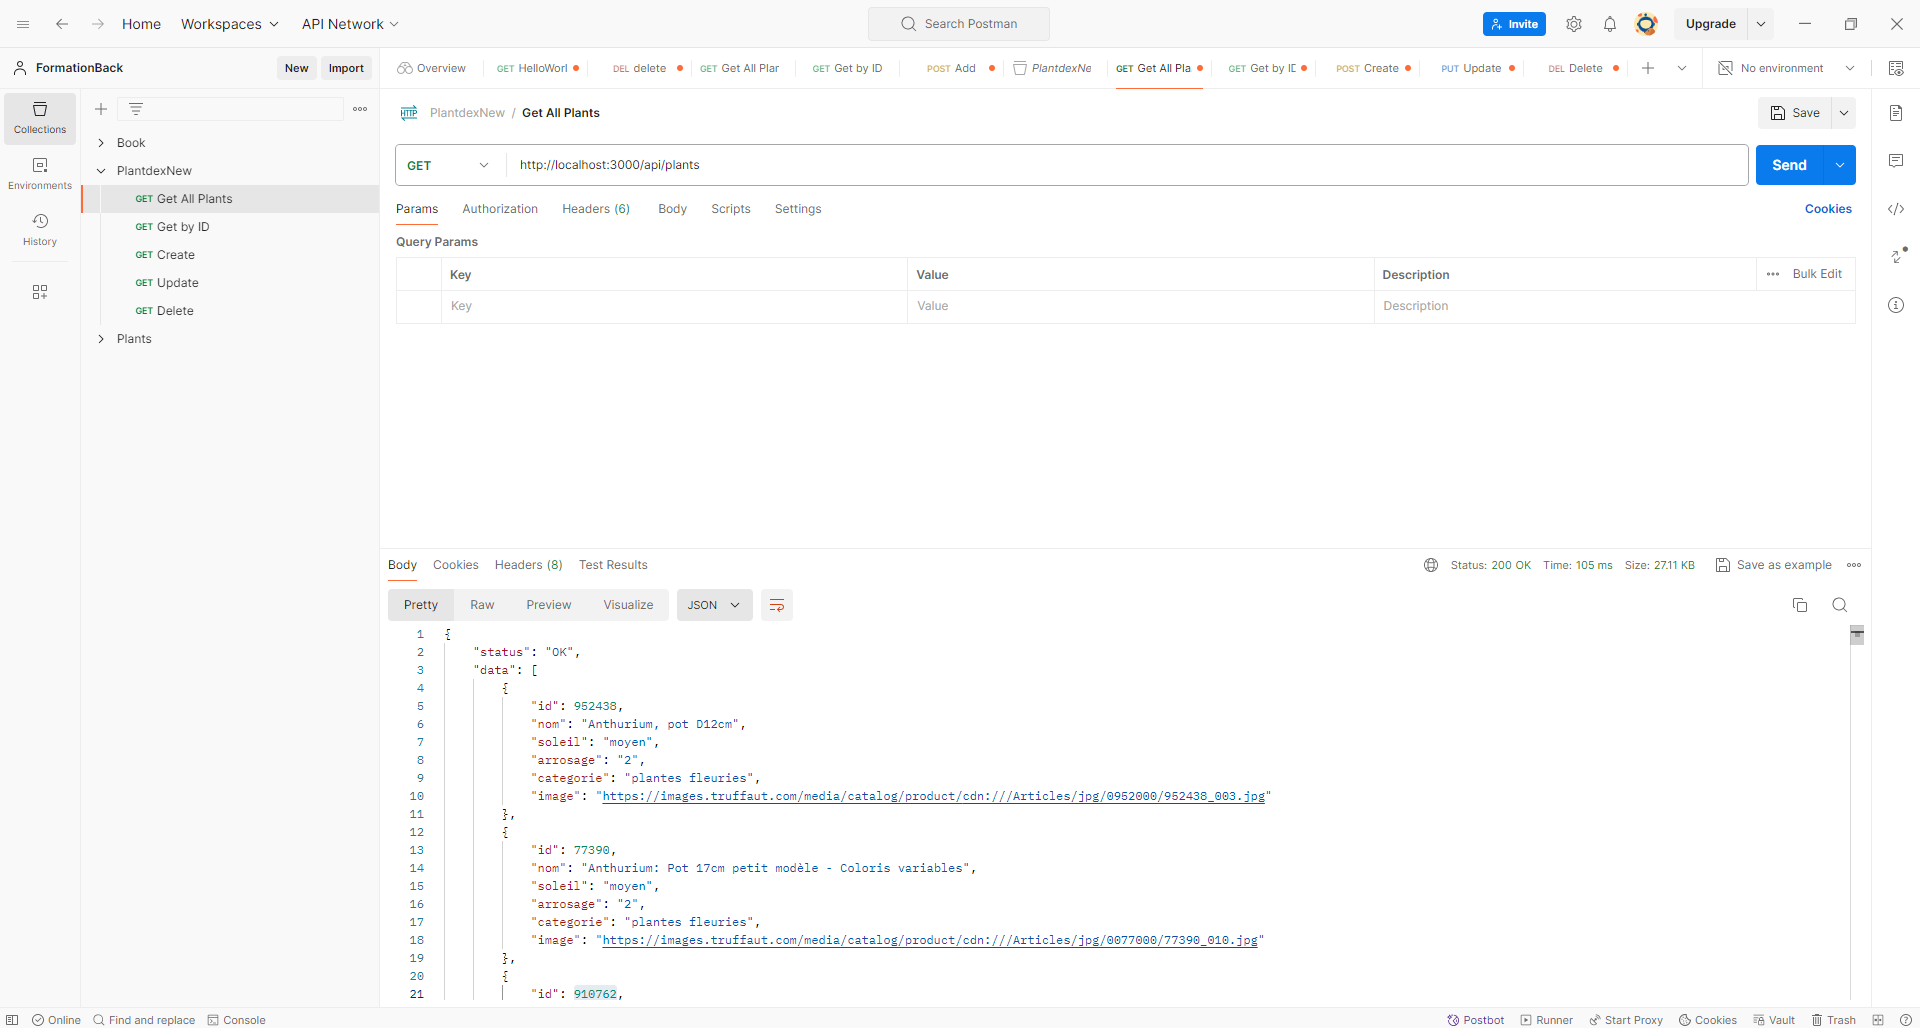 Home Workspaces API Network Search Postman Invite Upgrade
FormationBack New Import
Overview GET HelloWorl DEL delete GET Get All Plar GET Get by ID POST Add PlantdexNe GET Get All Pla GET Get by IC POST Create PUT Update DEL Delete No environment
Collections
Environments
History
Book
PlantdexNew
GET Get All Plants
GET Get by ID
GET Create
GET Update
GET Delete
Plants
HTTP PlantdexNew / Get All Plants Save
GET http://localhost:3000/api/plants Send
Params Authorization Headers (6) Body Scripts Settings Cookies
Query Params
Key Value Description Bulk Edit
Key Value Description
Body Cookies Headers (8) Test Results Status: 200 OK Time: 105 ms Size: 27.11 KB Save as example
Pretty Raw Preview Visualize JSON
1 {
2 "status": "OK",
3 "data": [
4 {
5 "id": 952438,
6 "nom": "Anthurium, pot D12cm",
7 "soleil": "moyen",
8 "arrosage": "2",
9 "categorie": "plantes fleuries",
10 "image": "https://images.truffaut.com/media/catalog/product/cdn:///Articles/jpg/0952000/952438_003.jpg"
11 },
12 {
13 "id": 77390,
14 "nom": "Anthurium: Pot 17cm petit modèle - Coloris variables",
15 "soleil": "moyen",
16 "arrosage": "2",
17 "categorie": "plantes fleuries",
18 "image": "https://images.truffaut.com/media/catalog/product/cdn:///Articles/jpg/0077000/77390_010.jpg"
19 },
20 {
21 "id": 910762,
Online Find and replace Console Postbot Runner Start Proxy Cookies Vault Trash